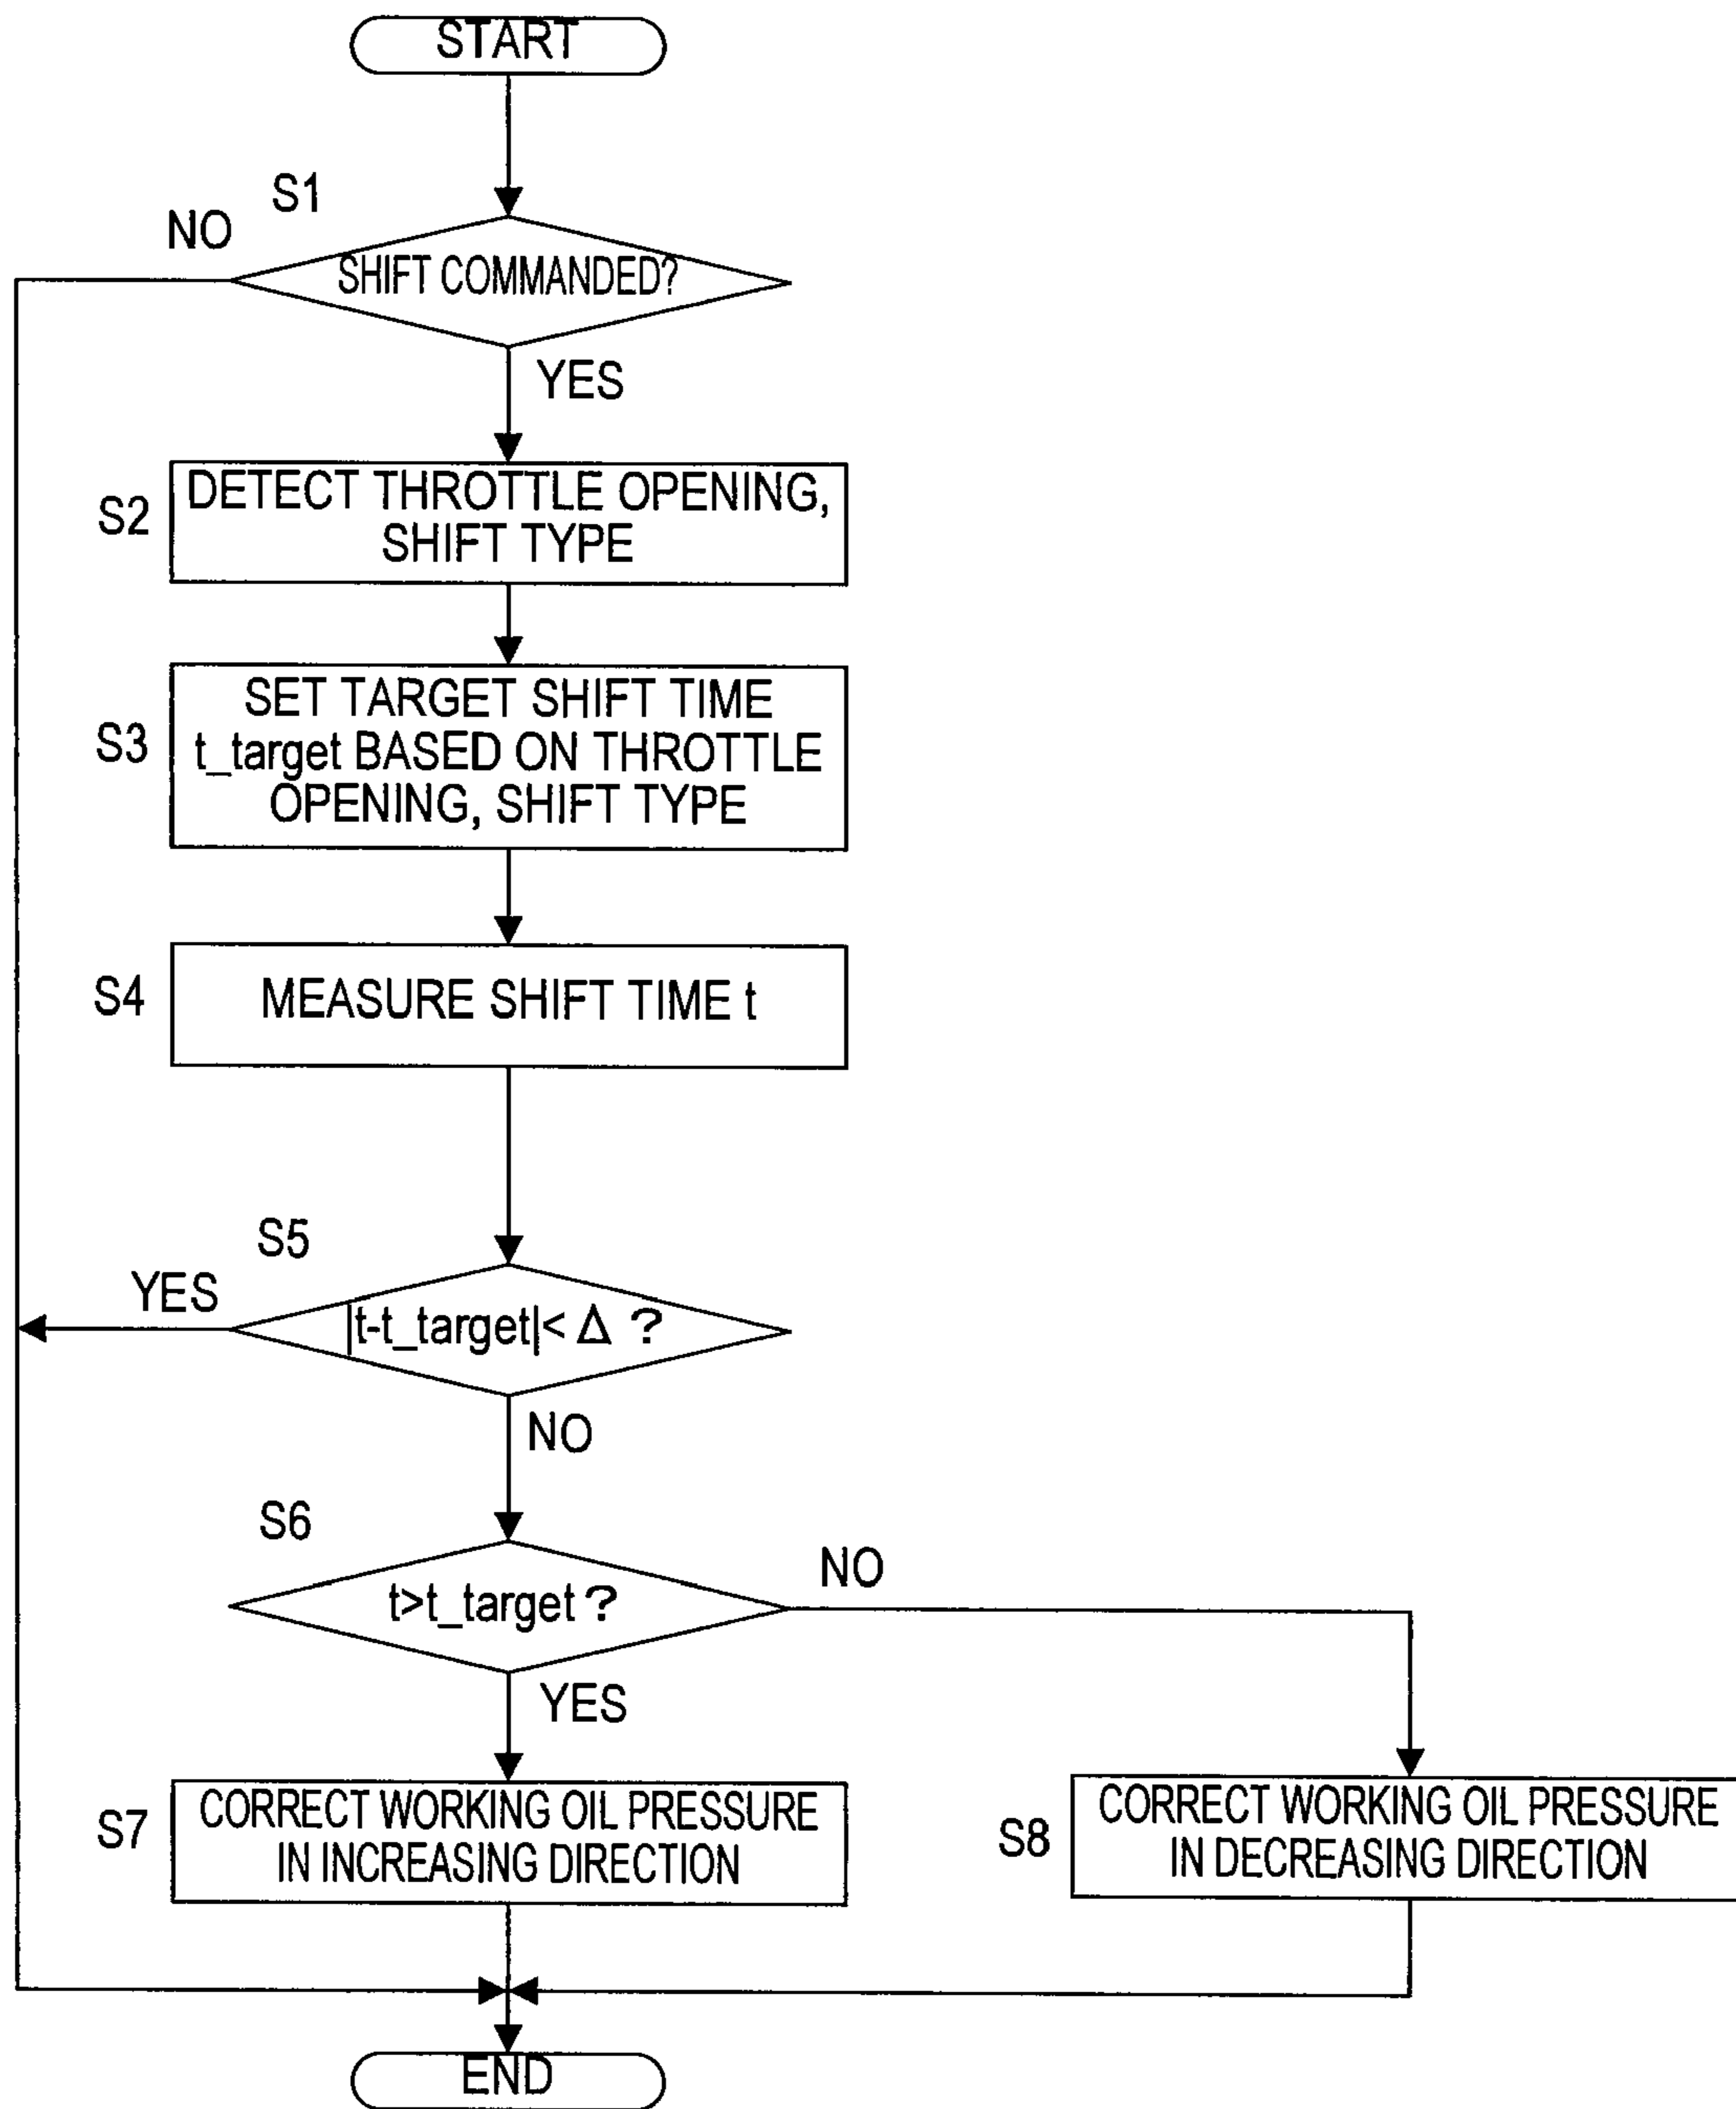 START
S1
NO
SHIFT COMMANDED?
YES
S2
DETECT THROTTLE OPENING,
SHIFT TYPE
S3
SET TARGET SHIFT TIME
t_target BASED ON THROTTLE
OPENING, SHIFT TYPE
S4
MEASURE SHIFT TIME t
S5
YES
|t-t_target|< Δ ?
NO
S6
t>t_target ?
NO
YES
S7
CORRECT WORKING OIL PRESSURE
IN INCREASING DIRECTION
S8
CORRECT WORKING OIL PRESSURE
IN DECREASING DIRECTION
END